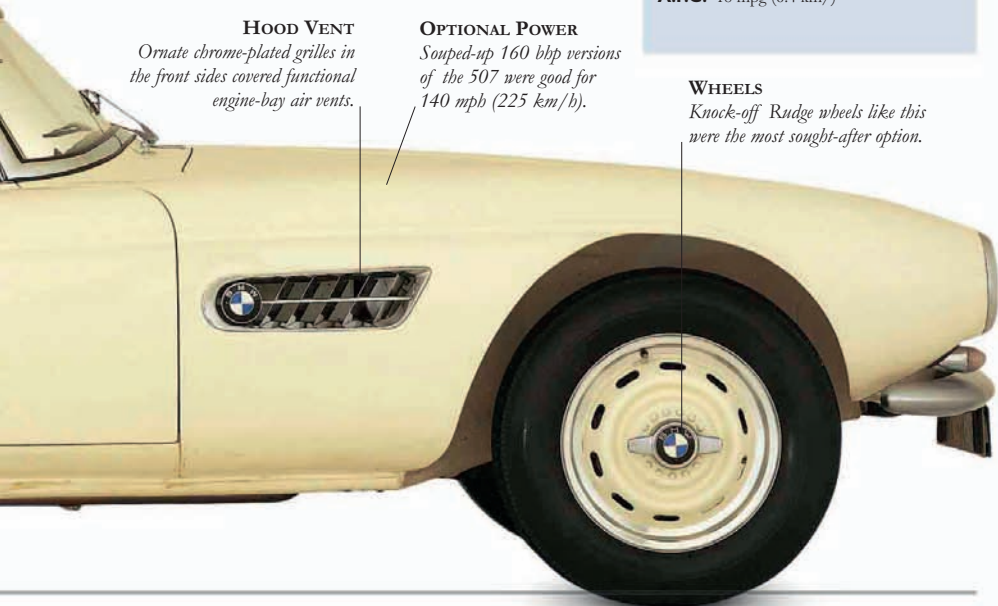 HOOD VENT
Ornate chrome-plated grilles in
the front sides covered functional
engine-bay air vents.
OPTIONAL POWER
Souped-up 160 bhp versions
of the 507 were good for
140 mph (225 km/h).
WHEELS
Knock-off Rudge wheels like this
were the most sought-after option.
BMW
BMW